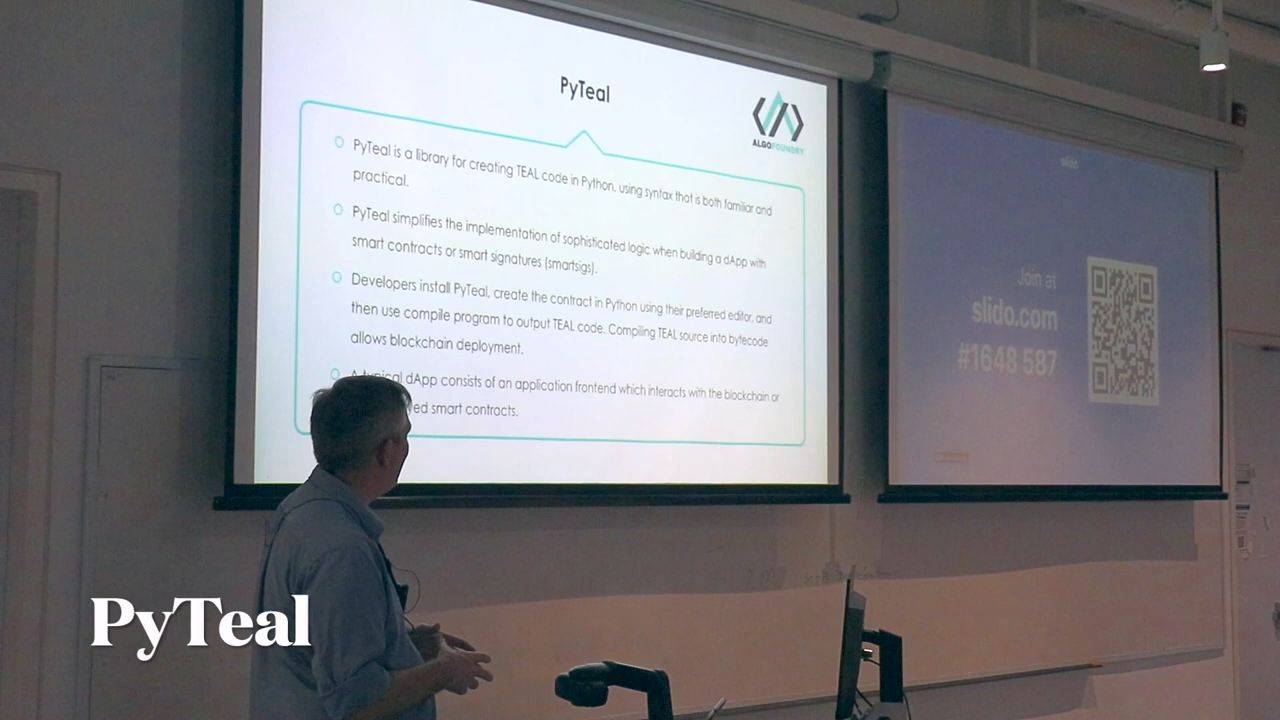 PyTeal
ALGOFOUNDRY
PyTeal is a library for creating TEAL code in Python, using syntax that is both familiar and
practical.
PyTeal simplifies the implementation of sophisticated logic when building a dApp with
smart contracts or smart signatures (smartsigs).
Developers install PyTeal, create the contract in Python using their preferred editor, and
then use compile program to output TEAL code. Compiling TEAL source into bytecode
allows blockchain deployment.
A typical dApp consists of an application frontend which interacts with the blockchain or
smart contracts.
slido
Join at
slido.com
#1648 587
PyTeal